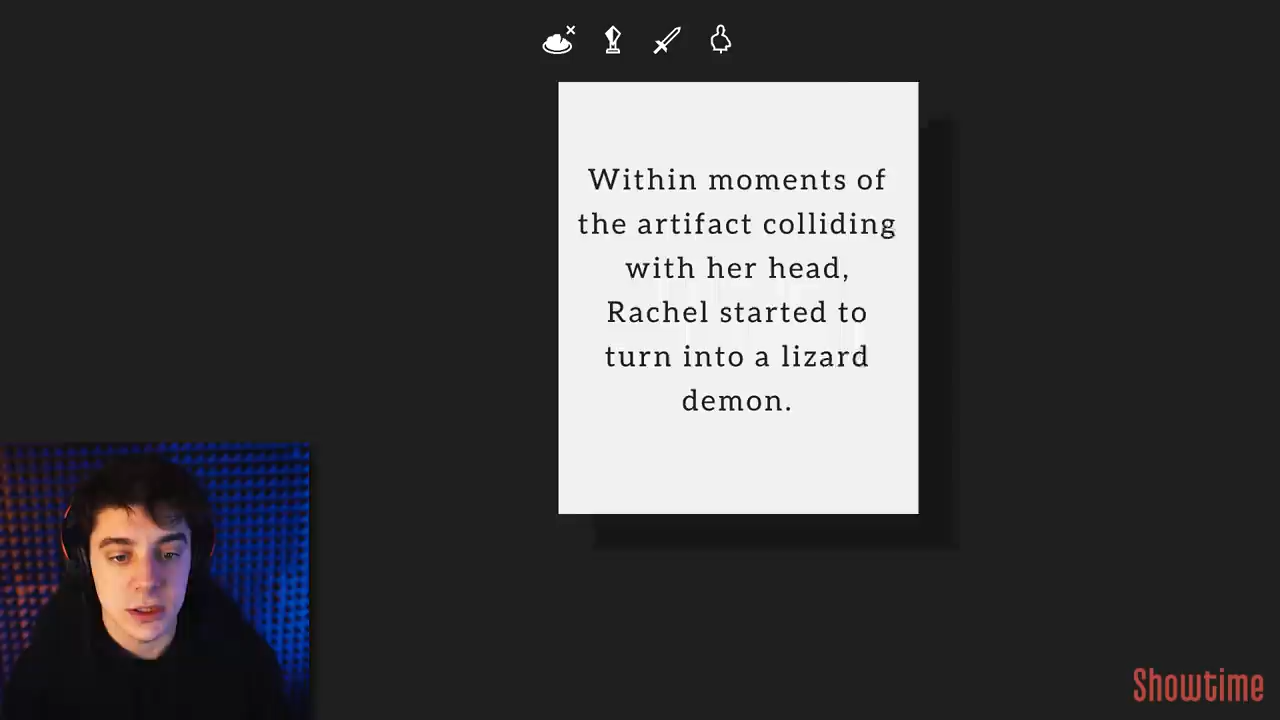 Within moments of
the artifact colliding
with her head,
Rachel started to
turn into a lizard
demon.
Showtime